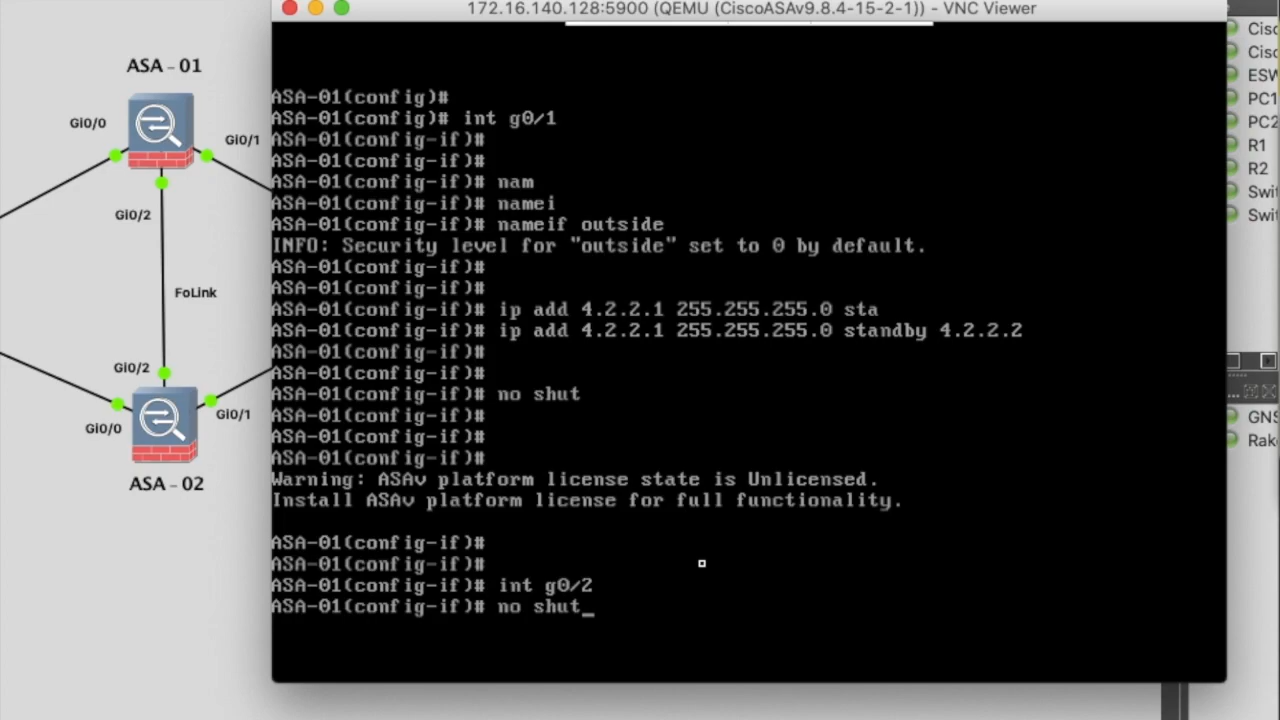 172.16.140.128:5900 (QEMU (CiscoASAv9.8.4-15-2-1)) - VNC Viewer
ASA - 01
Gi0/0
Gi0/1
Gi0/2
FoLink
Gi0/2
Gi0/0
Gi0/1
ASA - 02
ASA-01(config)#
ASA-01(config)# int g0/1
ASA-01(config-if)#
ASA-01(config-if)#
ASA-01(config-if)# nam
ASA-01(config-if)# namei
ASA-01(config-if)# nameif outside
INFO: Security level for "outside" set to 0 by default.
ASA-01(config-if)#
ASA-01(config-if)#
ASA-01(config-if)# ip add 4.2.2.1 255.255.255.0 sta
ASA-01(config-if)# ip add 4.2.2.1 255.255.255.0 standby 4.2.2.2
ASA-01(config-if)#
ASA-01(config-if)#
ASA-01(config-if)# no shut
ASA-01(config-if)#
ASA-01(config-if)#
ASA-01(config-if)#
Warning: ASAv platform license state is Unlicensed.
Install ASAv platform license for full functionality.
ASA-01(config-if)#
ASA-01(config-if)#
ASA-01(config-if)# int g0/2
ASA-01(config-if)# no shut_
Cisc
Cisc
ESW
PC1
PC2
R1
R2
Swit
Swit
...
GNS
Rak